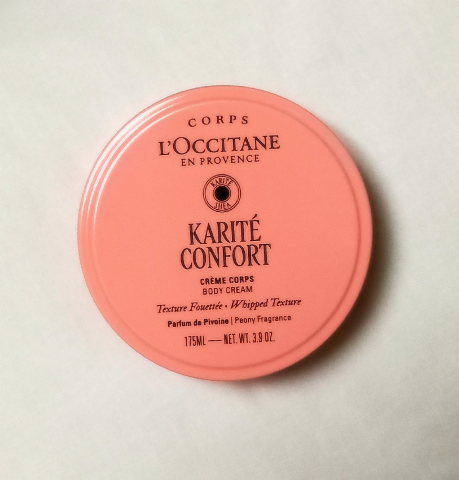 CORPS
L'OCCITANE
EN PROVENCE
KARITÉ
SHEA
KARITÉ
CONFORT
CRÈME CORPS
BODY CREAM
Texture Fouettée • Whipped Texture
Parfum de Pivoine | Peony Fragrance
175ML — NET. WT. 3.9 OZ.